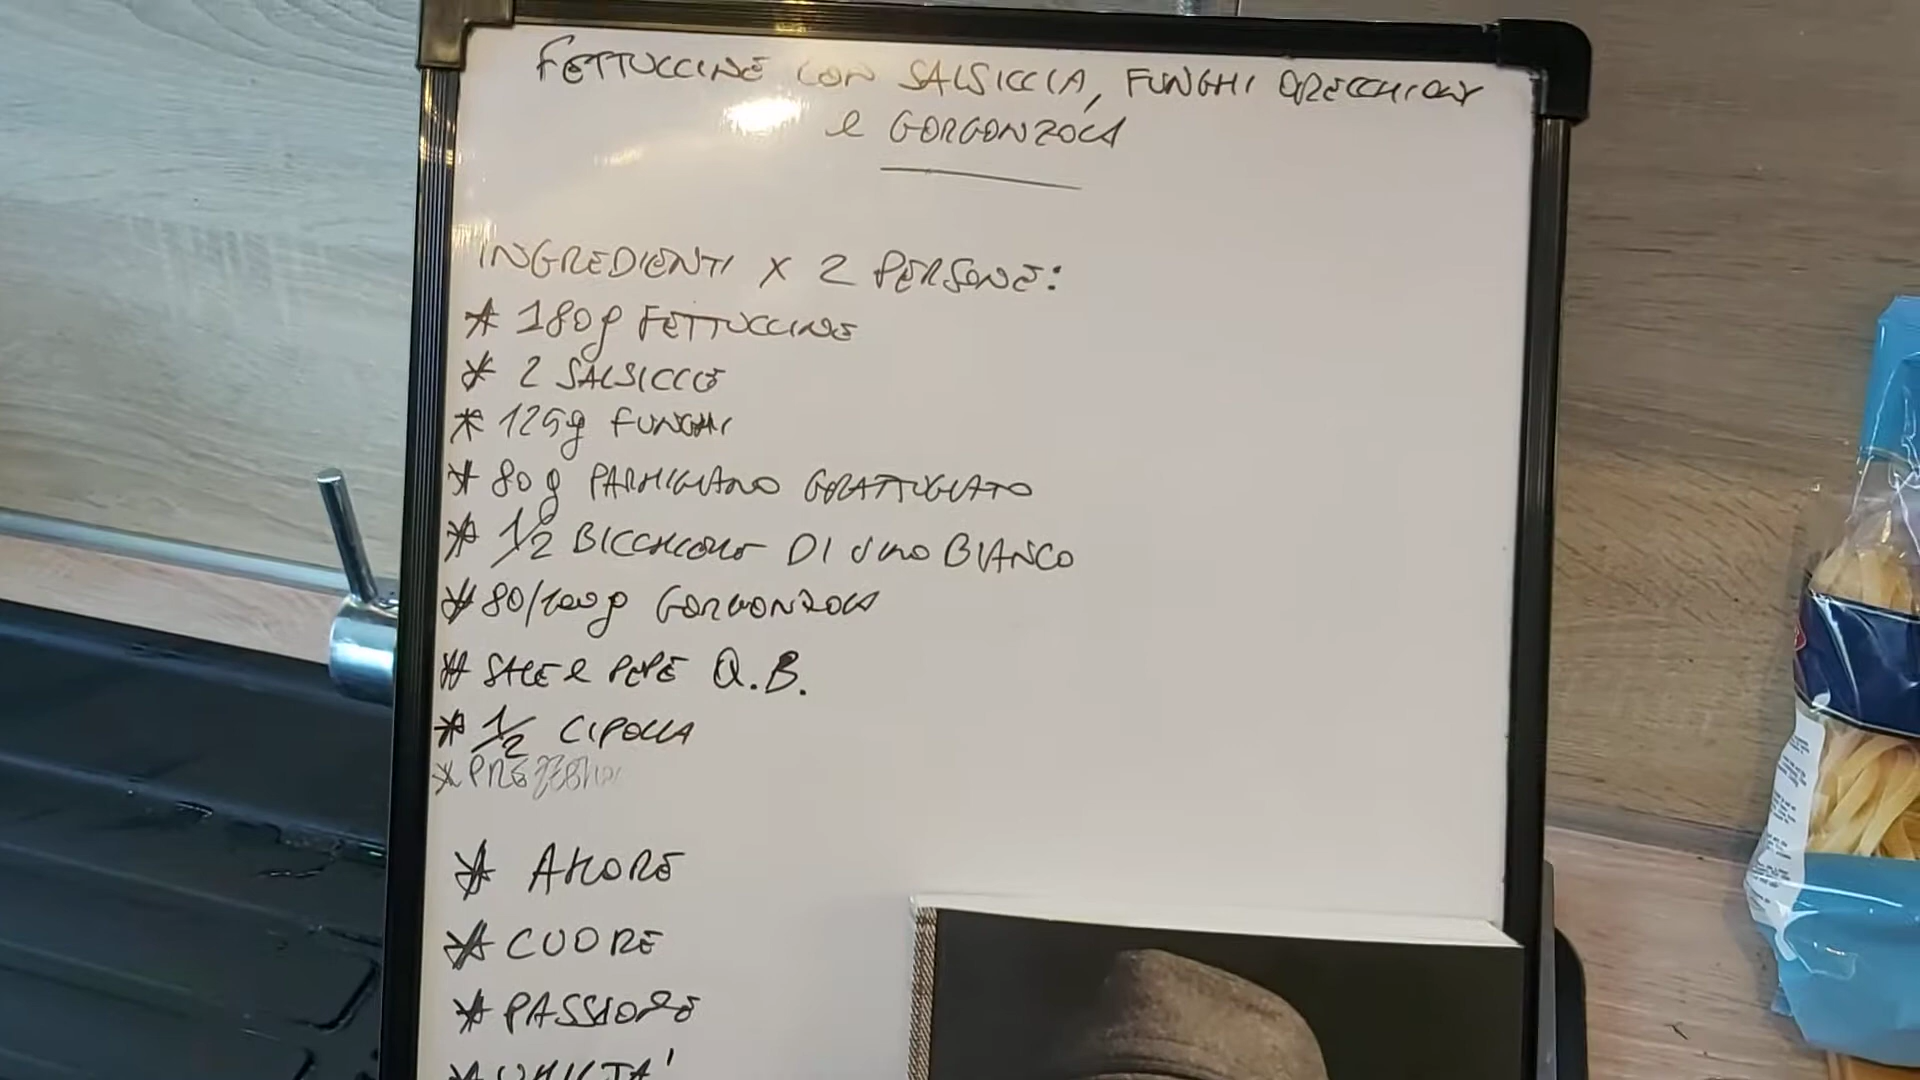 FETTUCCINE CON SALSICCIA, FUNGHI ORECCHIONI
e GORGONZOLA
INGREDIENTI X 2 PERSONE:
* 180g FETTUCCINE
* 2 SALSICCE
* 125g FUNGHI
* 80g PARMIGIANO GRATTUGIATO
* 1/2 BICCHIERE DI VINO BIANCO
* 80/100g GORGONZOLA
* SALE e PEPE Q.B.
* 1/2 CIPOLLA
* AMORE
* CUORE
* PASSIONE
* UMILTA'